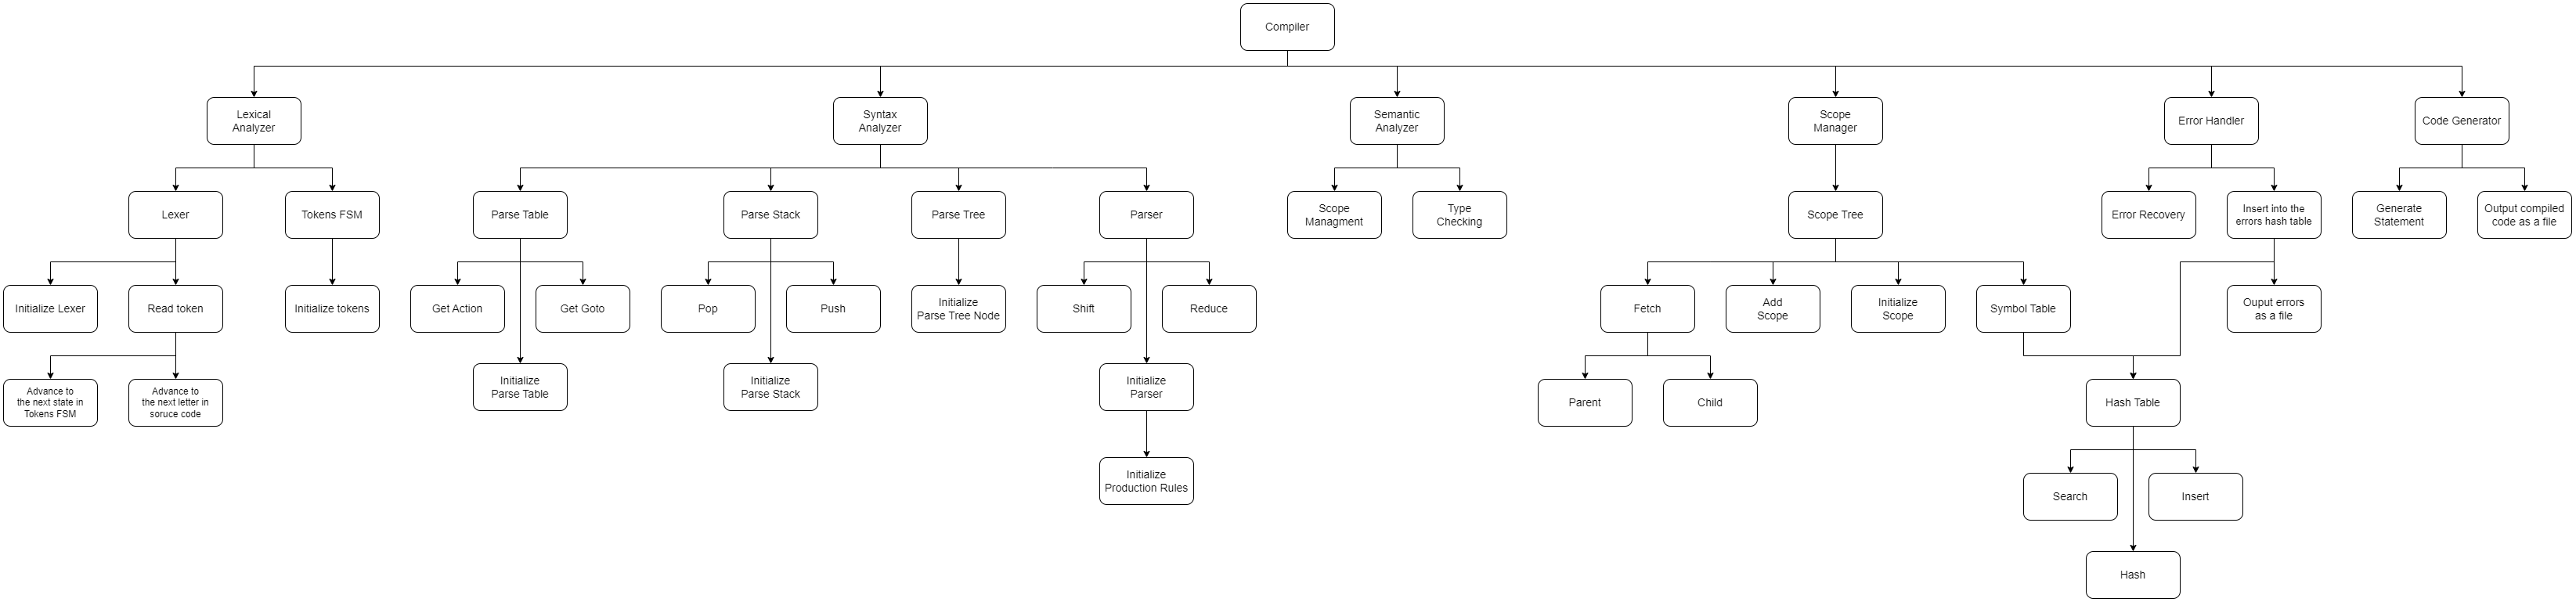 Compiler
Lexical
Analyzer
Syntax
Analyzer
Semantic
Analyzer
Scope
Manager
Error Handler
Code Generator
Lexer
Tokens FSM
Parse Table
Parse Stack
Parse Tree
Parser
Scope
Managment
Type
Checking
Scope Tree
Error Recovery
Insert into the
errors hash table
Generate
Statement
Output compiled
code as a file
Initialize Lexer
Read token
Initialize tokens
Get Action
Get Goto
Pop
Push
Initialize
Parse Tree Node
Shift
Reduce
Fetch
Add
Scope
Initialize
Scope
Symbol Table
Ouput errors
as a file
Advance to
the next state in
Tokens FSM
Advance to
the next letter in
soruce code
Initialize
Parse Table
Initialize
Parse Stack
Initialize
Parser
Parent
Child
Hash Table
Initialize
Production Rules
Search
Insert
Hash